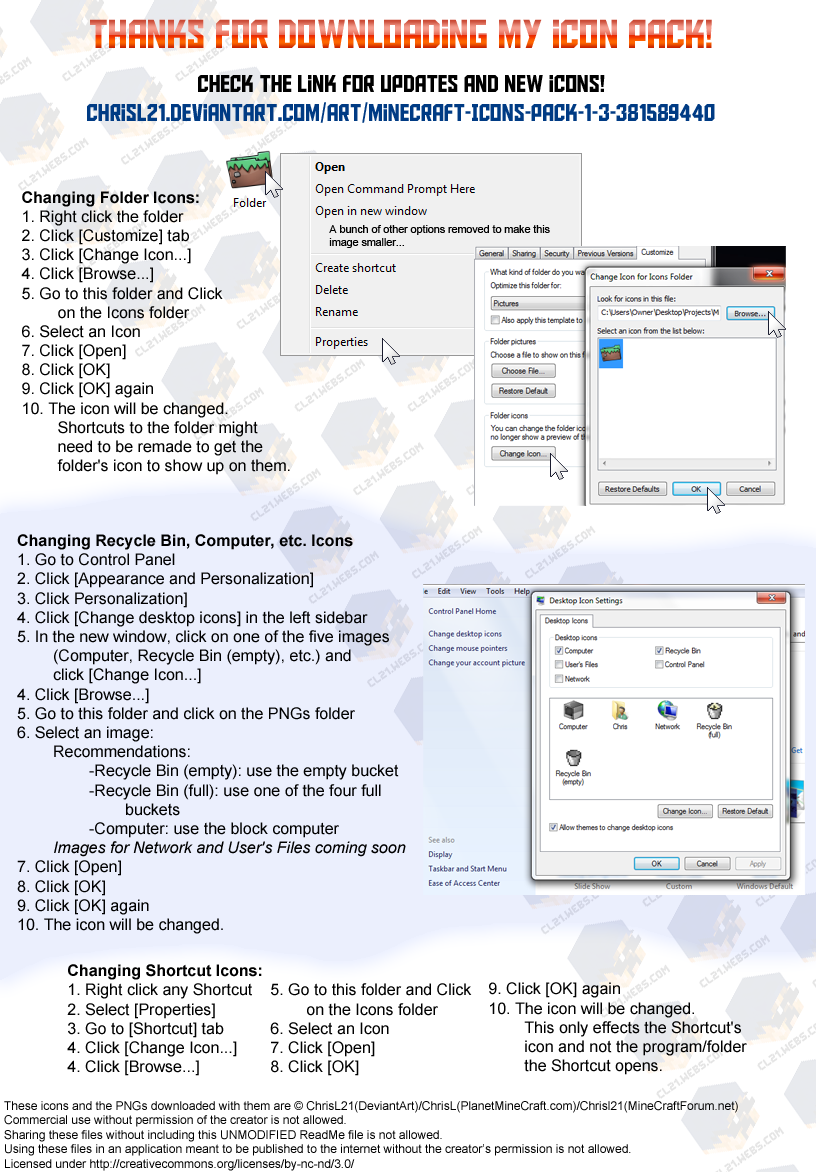 THANKS FOR DOWNLOADING MY ICON PACK!
CHECK THE LINK FOR UPDATES AND NEW ICONS!
CHRISL21.DEVIANTART.COM/ART/MINECRAFT-ICONS-PACK-1-3-381589440
Changing Folder Icons:
1. Right click the folder
2. Click [Customize] tab
3. Click [Change Icon...]
4. Click [Browse...]
5. Go to this folder and Click
on the Icons folder
6. Select an Icon
7. Click [Open]
8. Click [OK]
9. Click [OK] again
10. The icon will be changed.
Shortcuts to the folder might
need to be remade to get the
folder's icon to show up on them.
Folder
Open
Open Command Prompt Here
Open in new window
A bunch of other options removed to make this
image smaller...
Create shortcut
Delete
Rename
Properties
General Sharing Security Previous Versions Customize
What kind of folder do you wa
Optimize this folder for:
Pictures
Also apply this template to
Folder pictures
Choose a file to show on this f
Choose File...
Restore Default
Folder icons
You can change the folder ico
no longer show a preview of th
Change Icon...
Change Icon for Icons Folder
Look for icons in this file:
C:\Users\Owner\Desktop\Projects\M
Browse...
Select an icon from the list below:
Restore Defaults OK Cancel
Changing Recycle Bin, Computer, etc. Icons
1. Go to Control Panel
2. Click [Appearance and Personalization]
3. Click Personalization]
4. Click [Change desktop icons] in the left sidebar
5. In the new window, click on one of the five images
(Computer, Recycle Bin (empty), etc.) and
click [Change Icon...]
4. Click [Browse...]
5. Go to this folder and click on the PNGs folder
6. Select an image:
Recommendations:
-Recycle Bin (empty): use the empty bucket
-Recycle Bin (full): use one of the four full
buckets
-Computer: use the block computer
Images for Network and User's Files coming soon
7. Click [Open]
8. Click [OK]
9. Click [OK] again
10. The icon will be changed.
e Edit View Tools Help
Control Panel Home
Change desktop icons
Change mouse pointers
Change your account picture
See also
Display
Taskbar and Start Menu
Ease of Access Center
Desktop Icon Settings
Desktop Icons
Desktop icons
Computer Recycle Bin
User's Files Control Panel
Network
Computer Chris Network Recycle Bin
(full)
Recycle Bin
(empty)
Change Icon... Restore Default
Allow themes to change desktop icons
OK Cancel Apply
and
Get
Slide Show Custom Windows Default
Changing Shortcut Icons:
1. Right click any Shortcut
2. Select [Properties]
3. Go to [Shortcut] tab
4. Click [Change Icon...]
4. Click [Browse...]
5. Go to this folder and Click
on the Icons folder
6. Select an Icon
7. Click [Open]
8. Click [OK]
9. Click [OK] again
10. The icon will be changed.
This only effects the Shortcut's
icon and not the program/folder
the Shortcut opens.
These icons and the PNGs downloaded with them are © ChrisL21(DeviantArt)/ChrisL(PlanetMineCraft.com)/Chrisl21(MineCraftForum.net)
Commercial use without permission of the creator is not allowed.
Sharing these files without including this UNMODIFIED ReadMe file is not allowed.
Using these files in an application meant to be published to the internet without the creator's permission is not allowed.
Licensed under http://creativecommons.org/licenses/by-nc-nd/3.0/
CL21.WEBS.COM